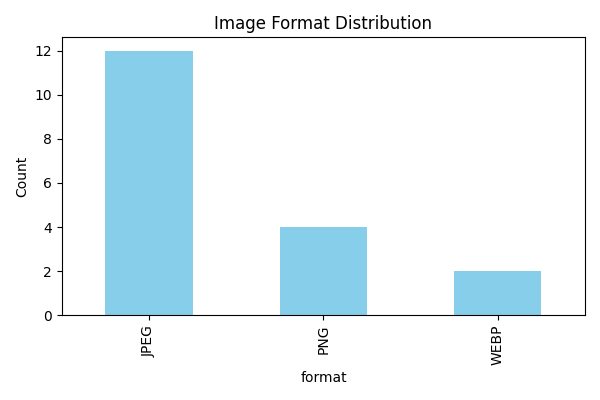 Image Format Distribution
Count
12
10
8
6
4
2
0
JPEG
PNG
WEBP
format